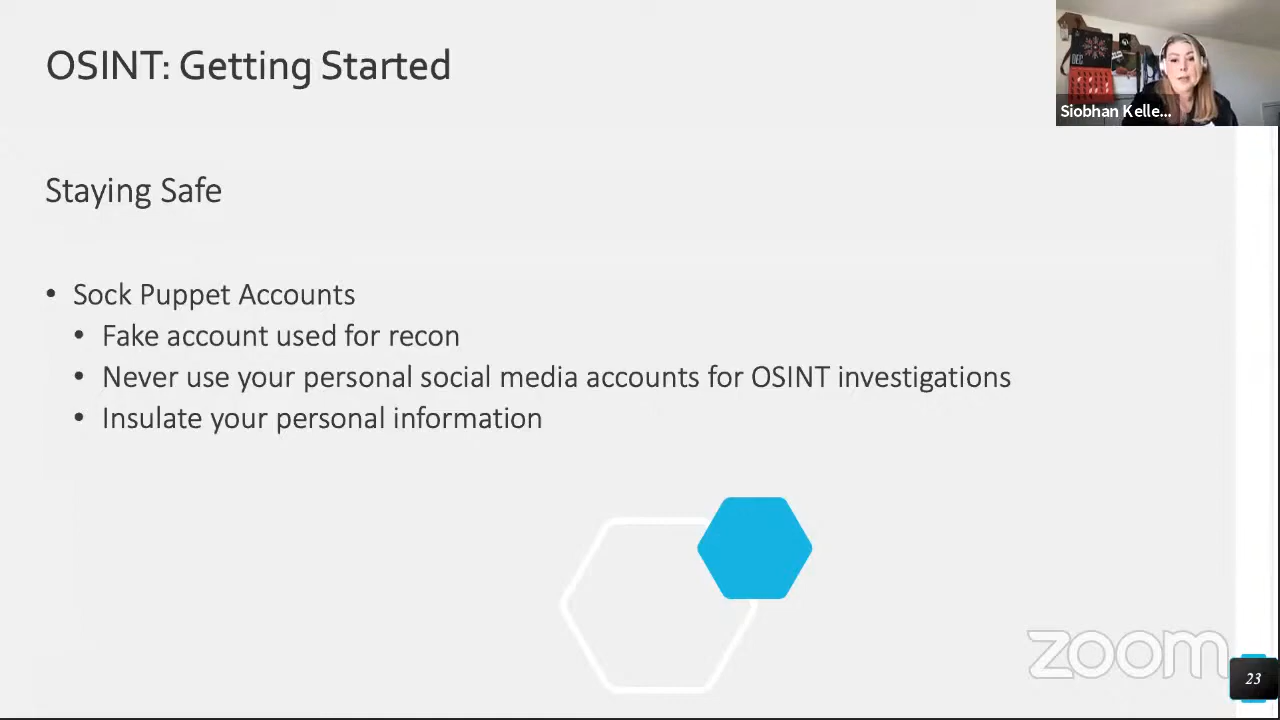 OSINT: Getting Started
DEC
Siobhan Kelle...
Staying Safe
• Sock Puppet Accounts
• Fake account used for recon
• Never use your personal social media accounts for OSINT investigations
• Insulate your personal information
zoom
23